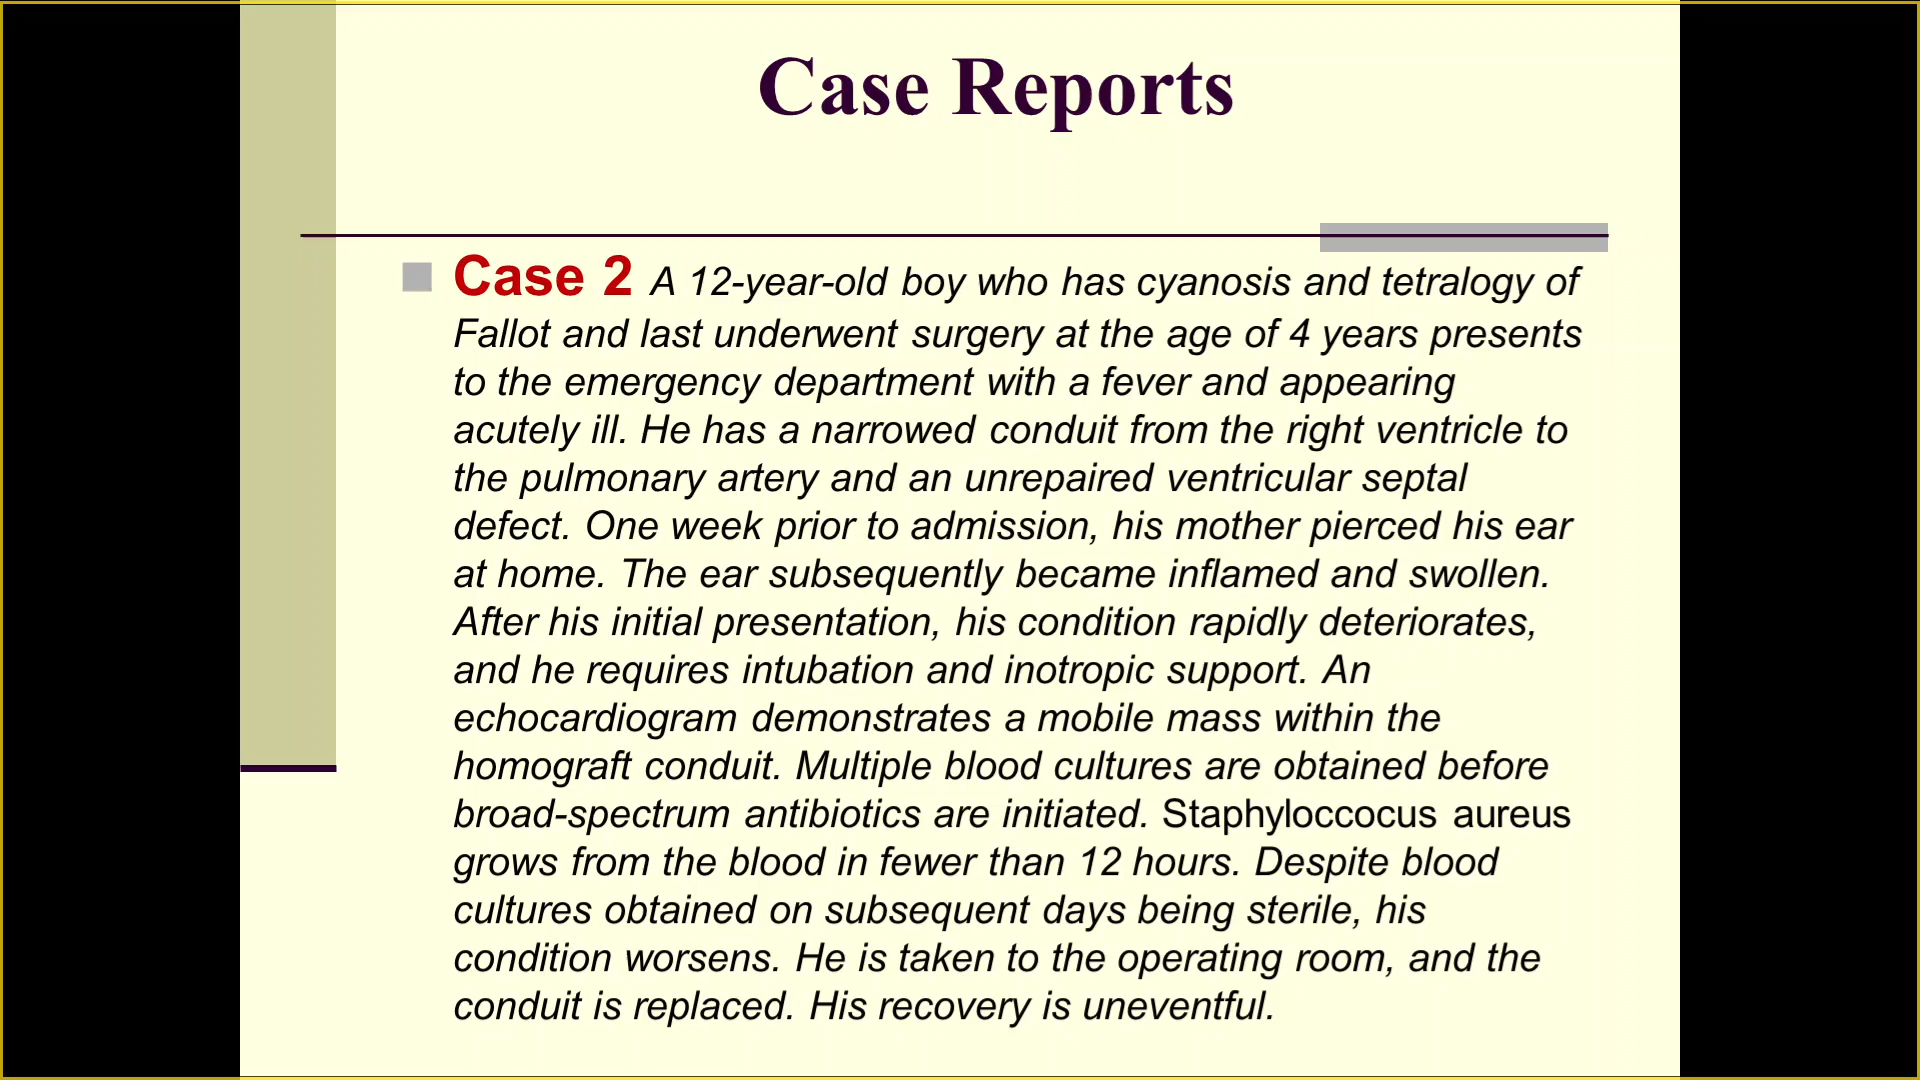 Case Reports
Case 2 A 12-year-old boy who has cyanosis and tetralogy of
Fallot and last underwent surgery at the age of 4 years presents
to the emergency department with a fever and appearing
acutely ill. He has a narrowed conduit from the right ventricle to
the pulmonary artery and an unrepaired ventricular septal
defect. One week prior to admission, his mother pierced his ear
at home. The ear subsequently became inflamed and swollen.
After his initial presentation, his condition rapidly deteriorates,
and he requires intubation and inotropic support. An
echocardiogram demonstrates a mobile mass within the
homograft conduit. Multiple blood cultures are obtained before
broad-spectrum antibiotics are initiated. Staphyloccocus aureus
grows from the blood in fewer than 12 hours. Despite blood
cultures obtained on subsequent days being sterile, his
condition worsens. He is taken to the operating room, and the
conduit is replaced. His recovery is uneventful.